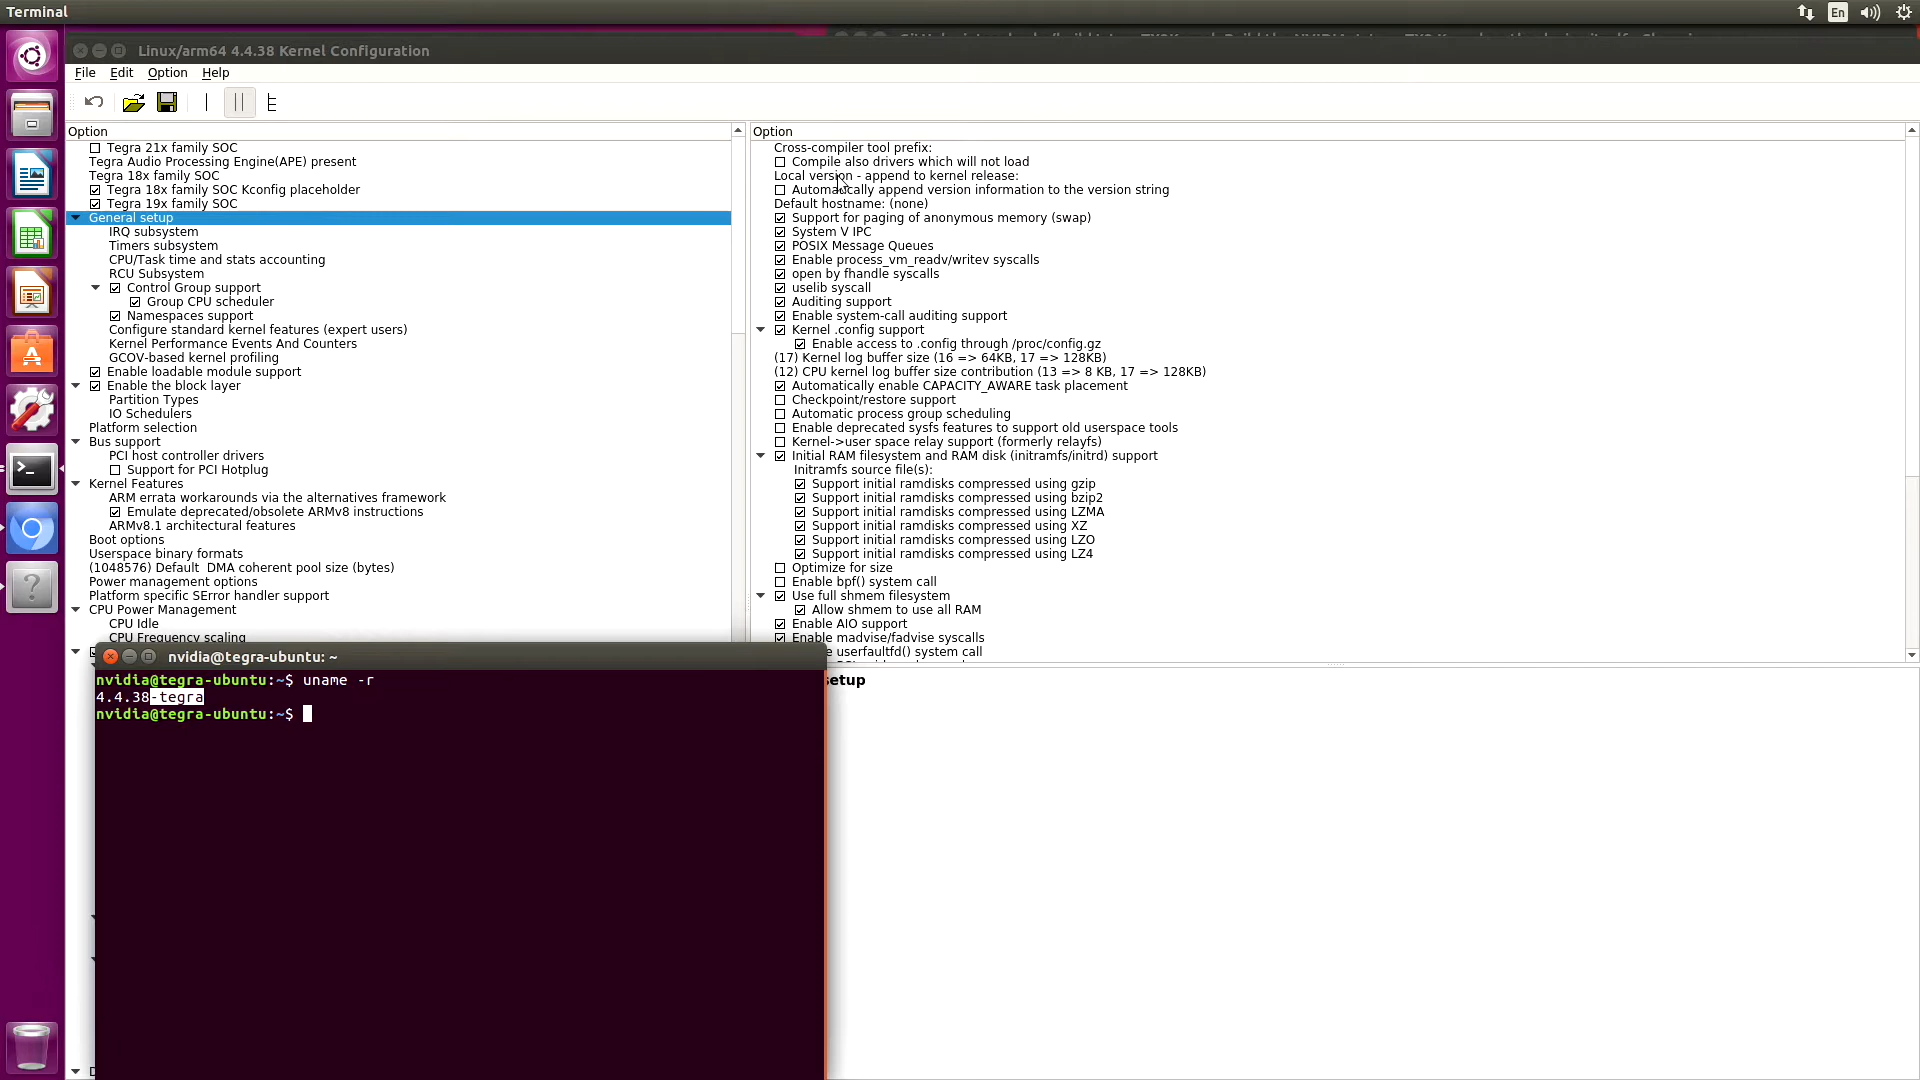 Terminal
En
Linux/arm64 4.4.38 Kernel Configuration
File Edit Option Help
Option
Tegra 21x family SOC
Tegra Audio Processing Engine(APE) present
Tegra 18x family SOC
Tegra 18x family SOC Kconfig placeholder
Tegra 19x family SOC
General setup
IRQ subsystem
Timers subsystem
CPU/Task time and stats accounting
RCU Subsystem
Control Group support
Group CPU scheduler
Namespaces support
Configure standard kernel features (expert users)
Kernel Performance Events And Counters
GCOV-based kernel profiling
Enable loadable module support
Enable the block layer
Partition Types
IO Schedulers
Platform selection
Bus support
PCI host controller drivers
Support for PCI Hotplug
Kernel Features
ARM errata workarounds via the alternatives framework
Emulate deprecated/obsolete ARMv8 instructions
ARMv8.1 architectural features
Boot options
Userspace binary formats
(1048576) Default  DMA coherent pool size (bytes)
Power management options
Platform specific SError handler support
CPU Power Management
CPU Idle
CPU Frequency scaling
Option
Cross-compiler tool prefix:
Compile also drivers which will not load
Local version - append to kernel release:
Automatically append version information to the version string
Default hostname: (none)
Support for paging of anonymous memory (swap)
System V IPC
POSIX Message Queues
Enable process_vm_readv/writev syscalls
open by fhandle syscalls
uselib syscall
Auditing support
Enable system-call auditing support
Kernel .config support
Enable access to .config through /proc/config.gz
(17) Kernel log buffer size (16 => 64KB, 17 => 128KB)
(12) CPU kernel log buffer size contribution (13 => 8 KB, 17 => 128KB)
Automatically enable CAPACITY_AWARE task placement
Checkpoint/restore support
Automatic process group scheduling
Enable deprecated sysfs features to support old userspace tools
Kernel->user space relay support (formerly relayfs)
Initial RAM filesystem and RAM disk (initramfs/initrd) support
Initramfs source file(s):
Support initial ramdisks compressed using gzip
Support initial ramdisks compressed using bzip2
Support initial ramdisks compressed using LZMA
Support initial ramdisks compressed using XZ
Support initial ramdisks compressed using LZO
Support initial ramdisks compressed using LZ4
Optimize for size
Enable bpf() system call
Use full shmem filesystem
Allow shmem to use all RAM
Enable AIO support
Enable madvise/fadvise syscalls
userfaultfd() system call
setup
nvidia@tegra-ubuntu: ~
nvidia@tegra-ubuntu:~$ uname -r
4.4.38-tegra
nvidia@tegra-ubuntu:~$